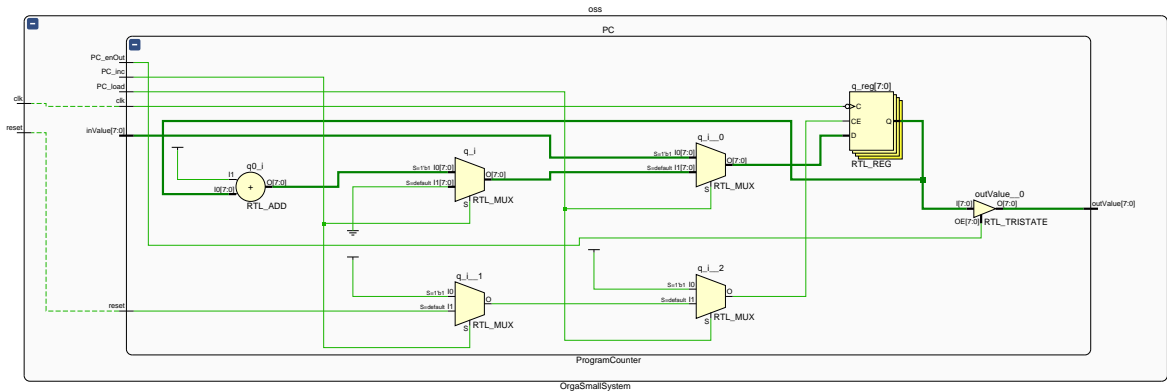 oss
PC
PC_enOut
PC_inc
PC_load
clk
clk
reset
inValue[7:0]
q_reg[7:0]
C
CE
D
Q
RTL_REG
q_i__0
S=1'b1 I0[7:0]
S=default I1[7:0]
O[7:0]
S
RTL_MUX
q_i
S=1'b1 I0[7:0]
S=default I1[7:0]
O[7:0]
S
RTL_MUX
q0_i
I1
I0[7:0]
+
O[7:0]
RTL_ADD
outValue__0
I[7:0]
O[7:0]
OE[7:0]
RTL_TRISTATE
outValue[7:0]
q_i__1
S=1'b1 I0
S=default I1
O
S
RTL_MUX
q_i__2
S=1'b1 I0
S=default I1
O
S
RTL_MUX
reset
ProgramCounter
OrgaSmallSystem